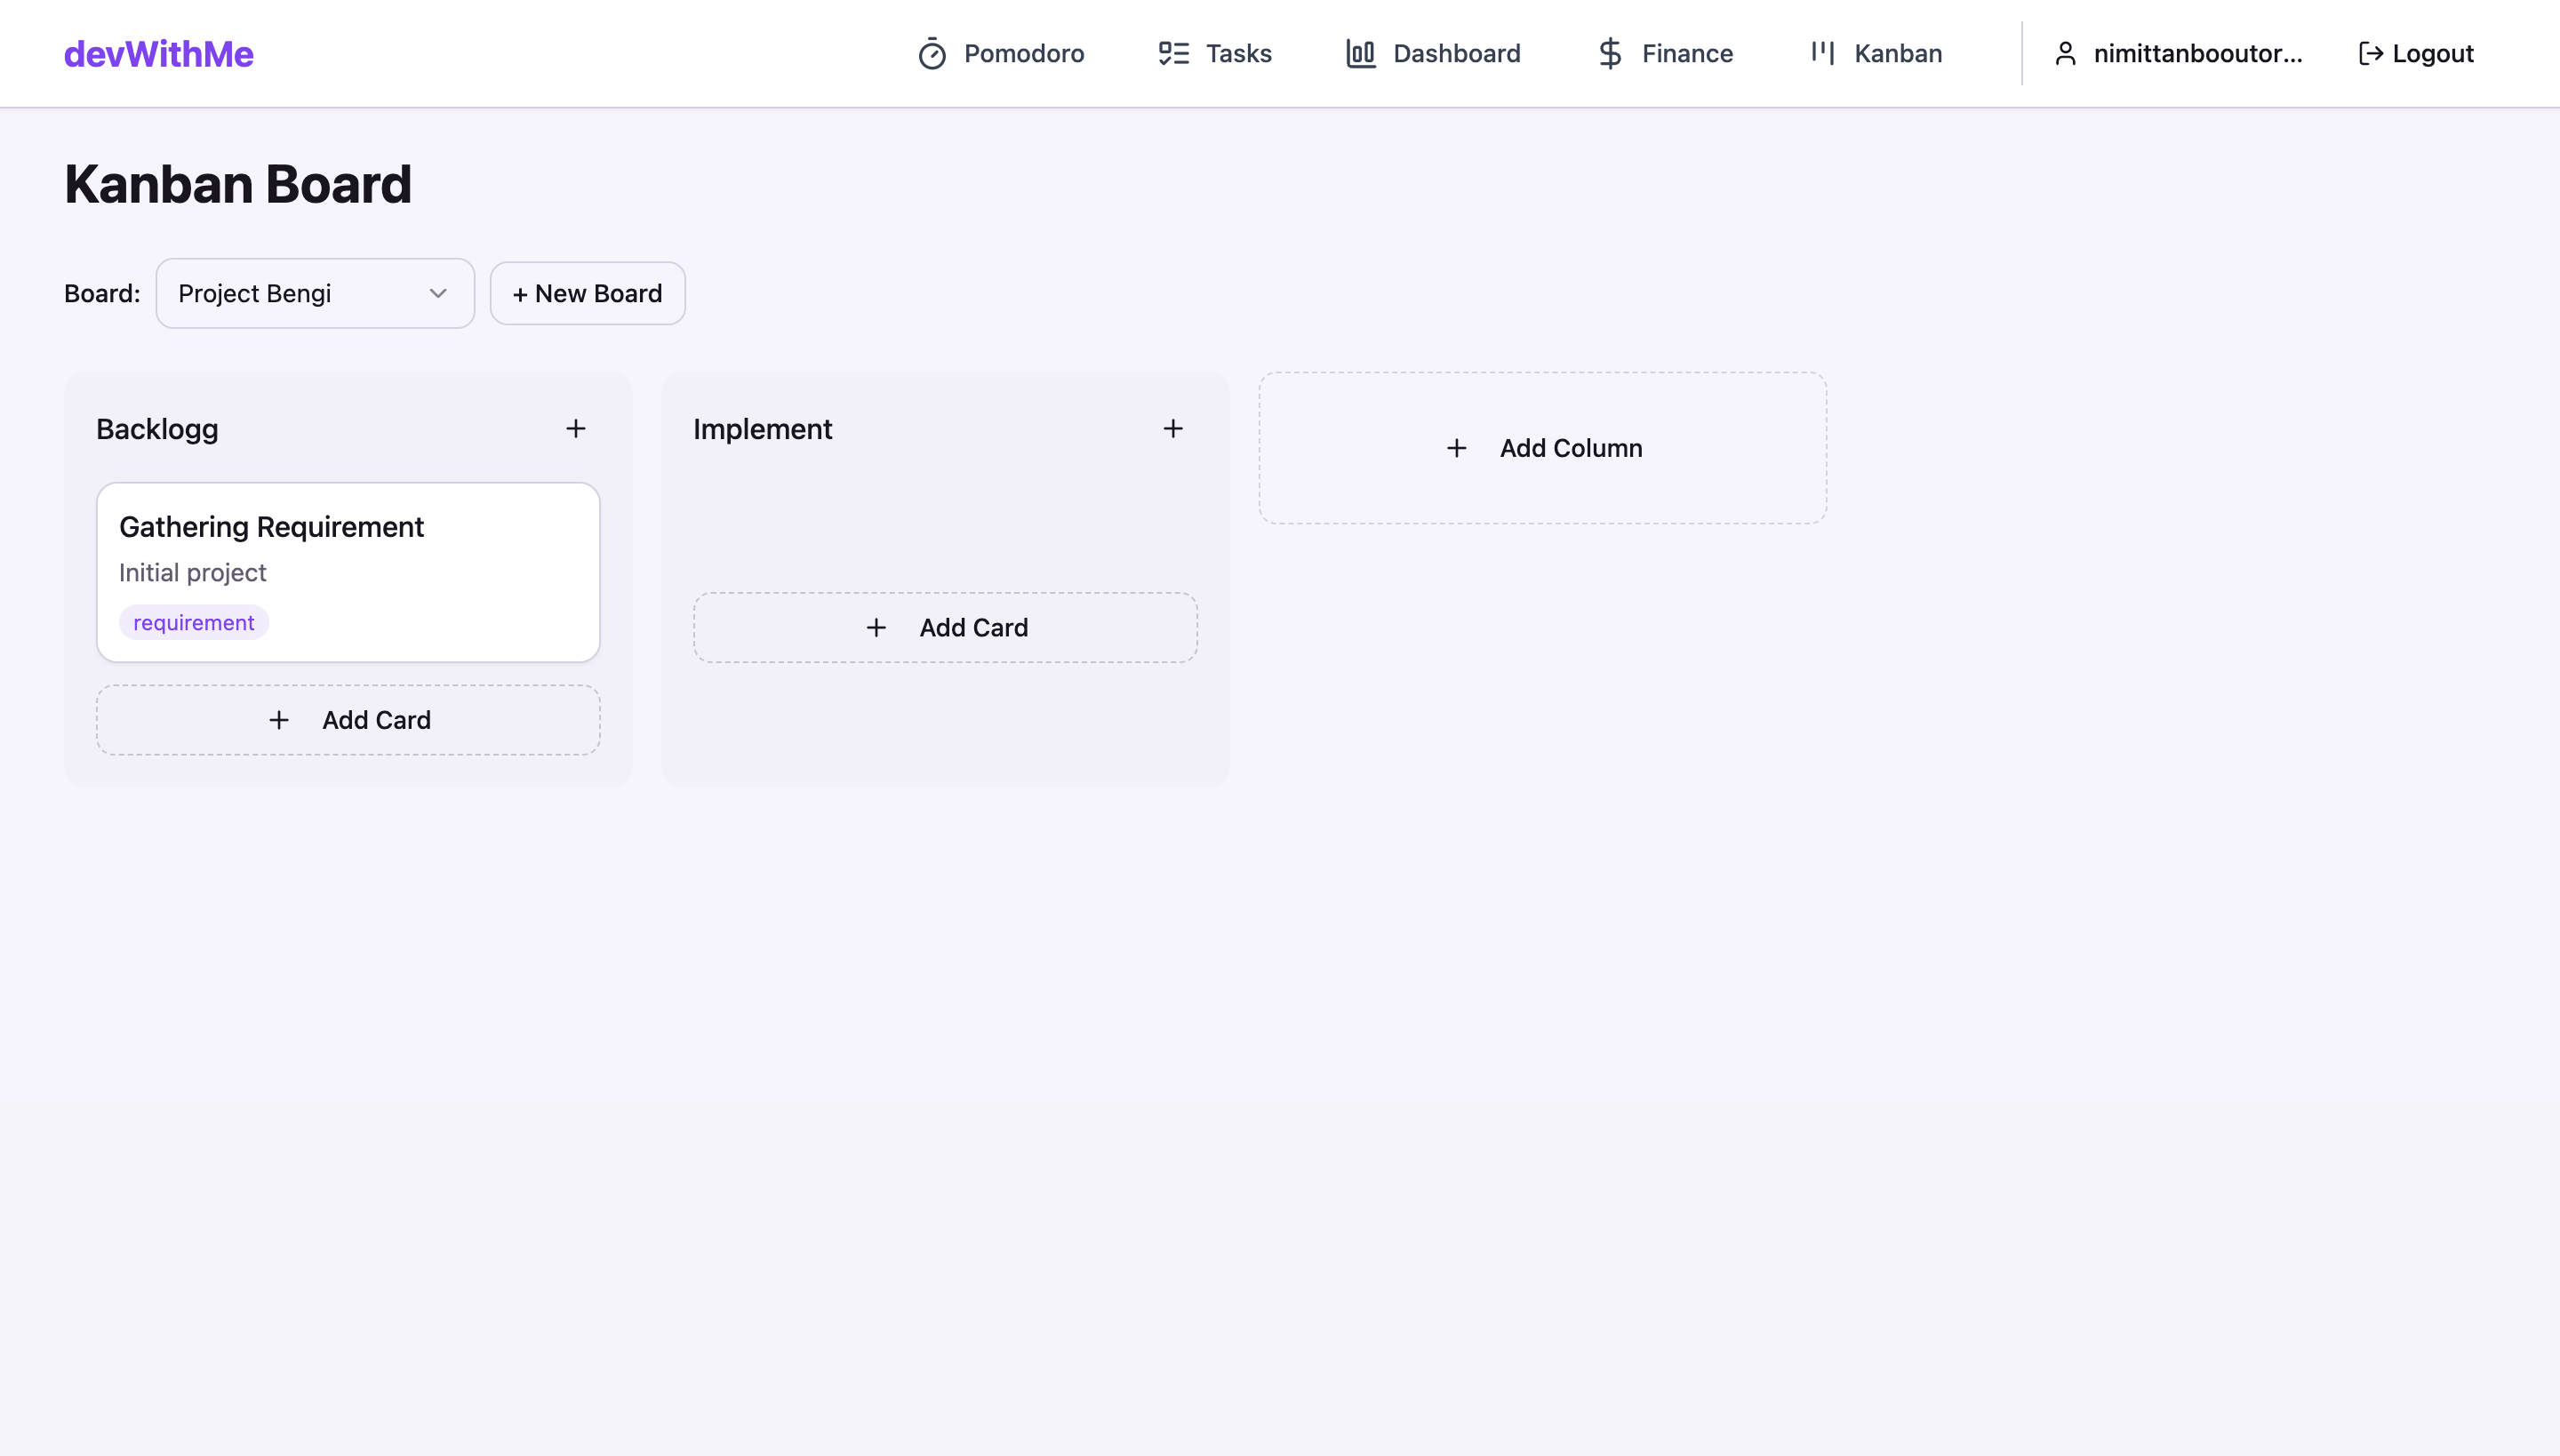 devWithMe
Pomodoro
Tasks
Dashboard
Finance
Kanban
nimittanbooutor...
Logout
Kanban Board
Board:
Project Bengi
+ New Board
Backlogg
Gathering Requirement
Initial project
requirement
+ Add Card
Implement
+ Add Card
+ Add Column